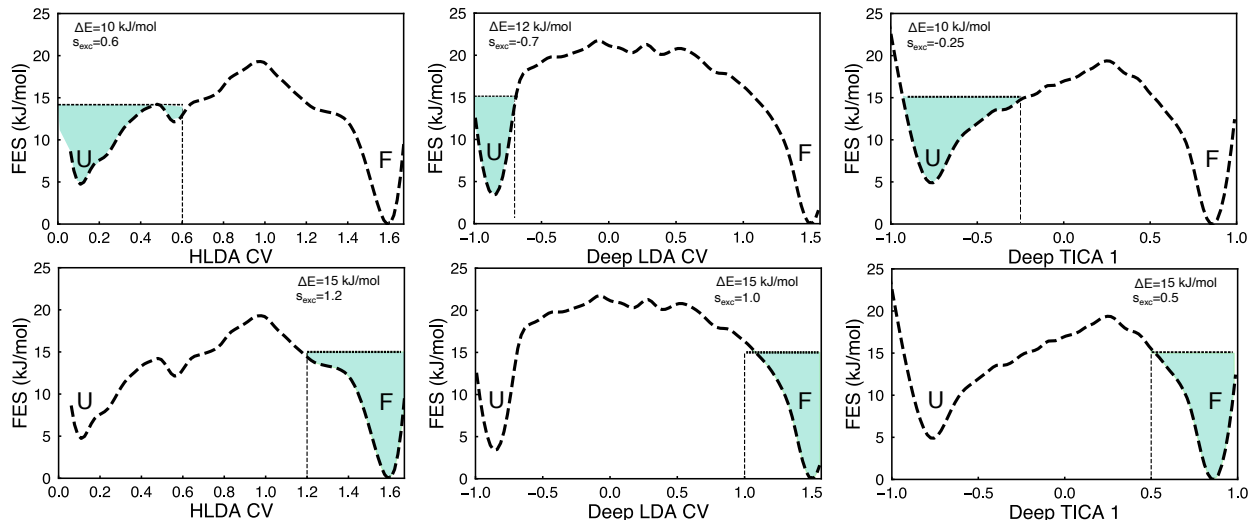 ΔE=10 kJ/mol
s_exc=0.6
FES (kJ/mol)
25
20
15
10
5
0
U
F
0.0 0.2 0.4 0.6 0.8 1.0 1.2 1.4 1.6
HLDA CV
ΔE=12 kJ/mol
s_exc=-0.7
FES (kJ/mol)
25
20
15
10
5
0
U
F
−1.0 −0.5 0.0 0.5 1.0 1.5
Deep LDA CV
ΔE=10 kJ/mol
s_exc=-0.25
FES (kJ/mol)
25
20
15
10
5
0
U
F
−1.0 −0.5 0.0 0.5 1.0
Deep TICA 1
ΔE=15 kJ/mol
s_exc=1.2
FES (kJ/mol)
25
20
15
10
5
0
U
F
0.0 0.2 0.4 0.6 0.8 1.0 1.2 1.4 1.6
HLDA CV
ΔE=15 kJ/mol
s_exc=1.0
FES (kJ/mol)
25
20
15
10
5
0
U
F
−1.0 −0.5 0.0 0.5 1.0 1.5
Deep LDA CV
ΔE=15 kJ/mol
s_exc=0.5
FES (kJ/mol)
25
20
15
10
5
0
U
F
−1.0 −0.5 0.0 0.5 1.0
Deep TICA 1